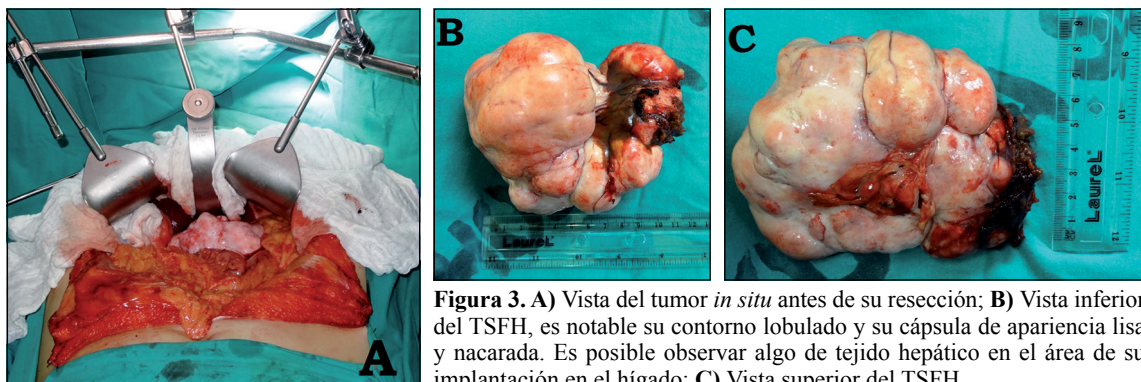 A
B
LaureL
C
LaureL
Figura 3. A) Vista del tumor in situ antes de su resección; B) Vista inferior
del TSFH, es notable su contorno lobulado y su cápsula de apariencia lisa
y nacarada. Es posible observar algo de tejido hepático en el área de su
implantación en el hígado; C) Vista superior del TSFH.